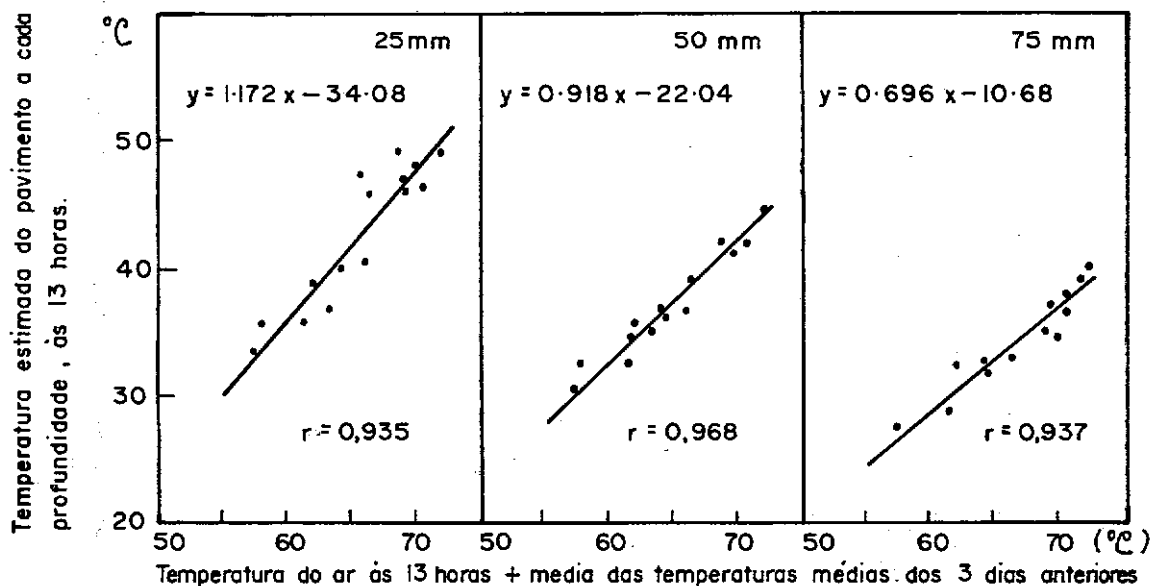 Temperatura estimada do pavimento a cada
profundidade, às 13 horas.
°C
25 mm
50 mm
75 mm
y = 1·172 x – 34·08
y = 0·918 x – 22·04
y = 0·696 x – 10·68
50
40
30
20
r = 0,935
r = 0,968
r = 0,937
50 60 70 50 60 70 50 60 70 (°C)
Temperatura do ar às 13 horas + media das temperaturas médias dos 3 dias anteriores